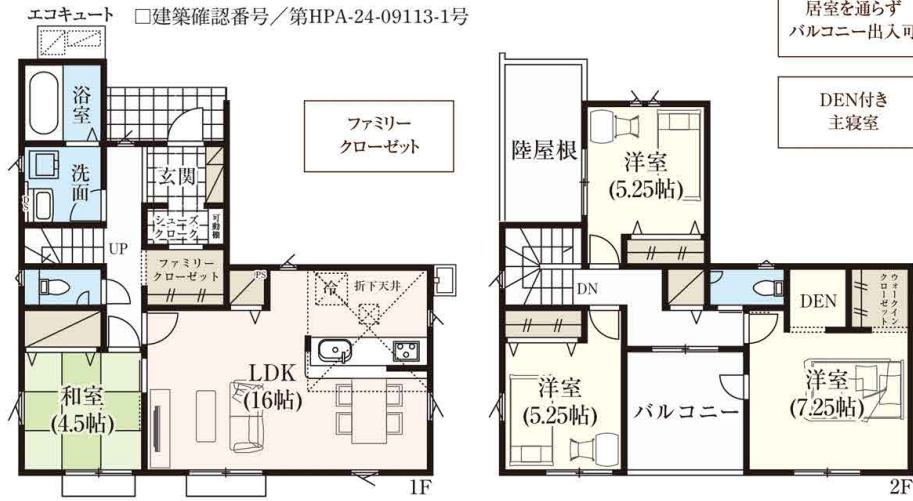 エコキュート □建築確認番号／第HPA-24-09113-1号
居室を通らず
バルコニー出入可
DEN付き
主寝室
ファミリー
クローゼット
浴室
洗面
玄関
シューズ
クローク
可動棚
UP
ファミリー
クローゼット
PS
PS
冷
折下天井
LDK
(16帖)
和室
(4.5帖)
1F
陸屋根
洋室
(5.25帖)
DN
DEN
ウォークイン
クローゼット
洋室
(5.25帖)
バルコニー
洋室
(7.25帖)
2F